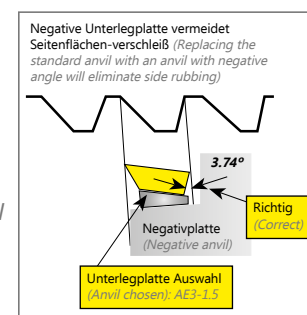 Negative Unterlegplatte vermeidet
Seitenflächen-verschleiß (Replacing the
standard anvil with an anvil with negative
angle will eliminate side rubbing)
3.74º
Richtig
(Correct)
Negativplatte
(Negative anvil)
Unterlegplatte Auswahl
(Anvil chosen): AE3-1.5